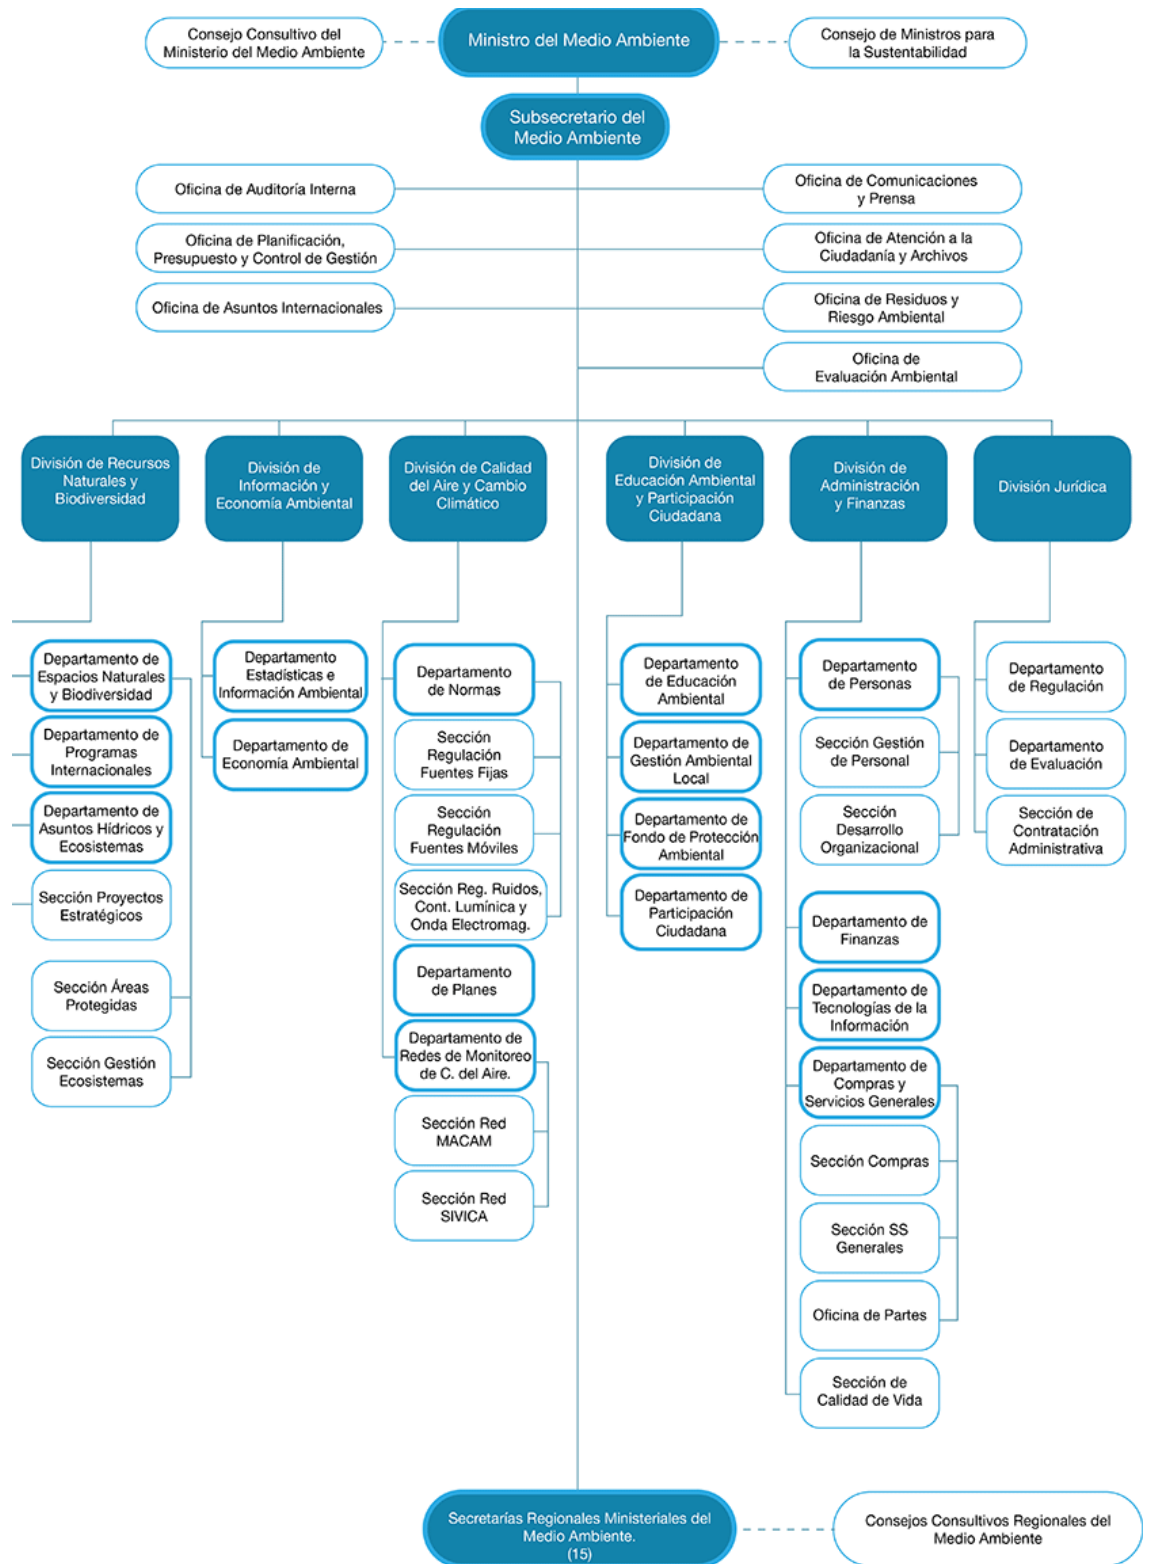 Consejo Consultivo del
Ministerio del Medio Ambiente
Ministro del Medio Ambiente
Consejo de Ministros para
la Sustentabilidad
Subsecretario del
Medio Ambiente
Oficina de Auditoría Interna
Oficina de Comunicaciones
y Prensa
Oficina de Planificación,
Presupuesto y Control de Gestión
Oficina de Atención a la
Ciudadanía y Archivos
Oficina de Asuntos Internacionales
Oficina de Residuos y
Riesgo Ambiental
Oficina de
Evaluación Ambiental
División de Recursos
Naturales y
Biodiversidad
División de
Información y
Economía Ambiental
División de Calidad
del Aire y Cambio
Climático
División de
Educación Ambiental
y Participación
Ciudadana
División de
Administración
y Finanzas
División Jurídica
Departamento de
Espacios Naturales
y Biodiversidad
Departamento de
Programas
Internacionales
Departamento de
Asuntos Hídricos y
Ecosistemas
Sección Proyectos
Estratégicos
Sección Áreas
Protegidas
Sección Gestión
Ecosistemas
Departamento
Estadísticas e
Información Ambiental
Departamento de
Economía Ambiental
Departamento
de Normas
Sección
Regulación
Fuentes Fijas
Sección
Regulación
Fuentes Móviles
Sección Reg. Ruidos,
Cont. Lumínica y
Onda Electromag.
Departamento
de Planes
Departamento de
Redes de Monitoreo
de C. del Aire.
Sección Red
MACAM
Sección Red
SIVICA
Departamento
de Educación
Ambiental
Departamento de
Gestión Ambiental
Local
Departamento de
Fondo de Protección
Ambiental
Departamento de
Participación
Ciudadana
Departamento
de Personas
Sección Gestión
de Personal
Sección
Desarrollo
Organizacional
Departamento de
Finanzas
Departamento de
Tecnologías de la
Información
Departamento de
Compras y
Servicios Generales
Sección Compras
Sección SS
Generales
Oficina de Partes
Sección de
Calidad de Vida
Departamento
de Regulación
Departamento
de Evaluación
Sección de
Contratación
Administrativa
Secretarías Regionales Ministeriales del
Medio Ambiente.
(15)
Consejos Consultivos Regionales del
Medio Ambiente